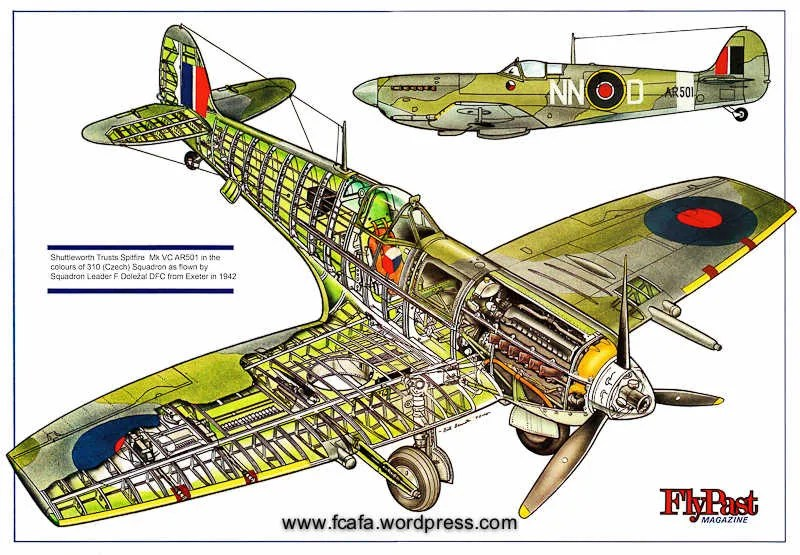 NN D AR501
Shuttleworth Trusts Spitfire Mk VC AR501 in the
colours of 310 (Czech) Squadron as flown by
Squadron Leader F Doležal DFC from Exeter in 1942
FlyPast
MAGAZINE
www.fcafa.wordpress.com